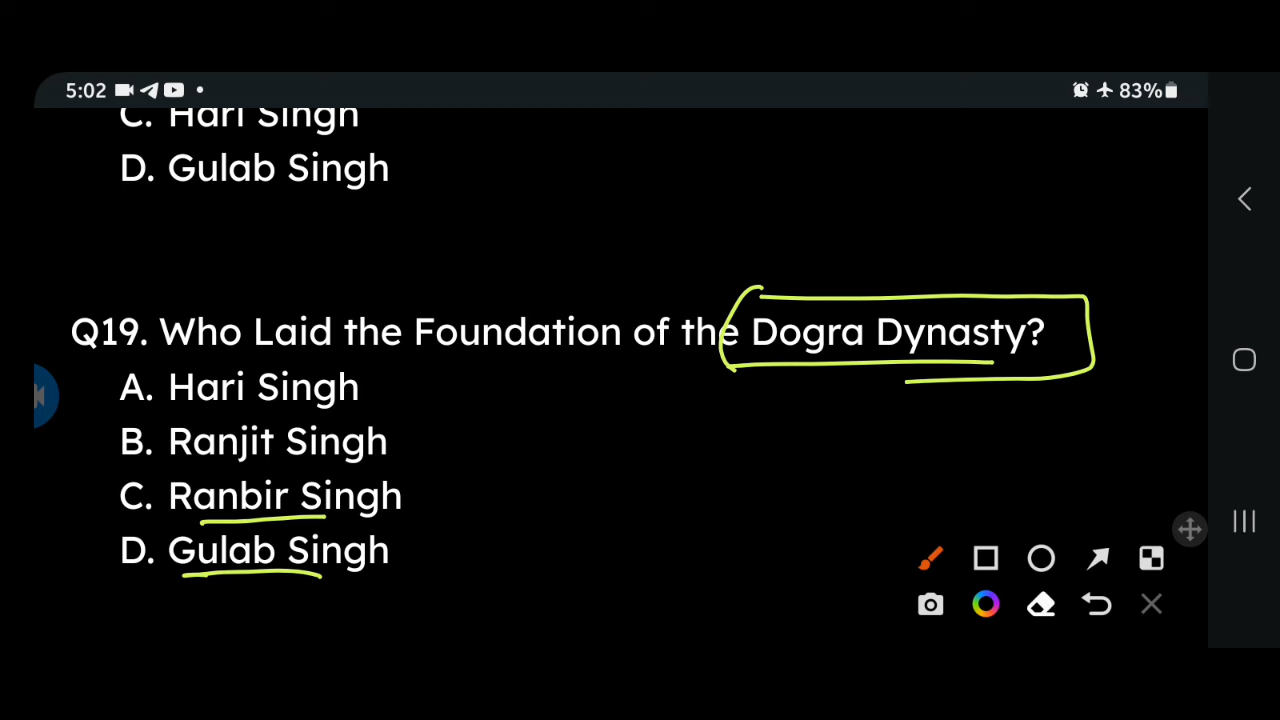 5:02
83%
C. Hari Singh
D. Gulab Singh
Q19. Who Laid the Foundation of the Dogra Dynasty?
A. Hari Singh
B. Ranjit Singh
C. Ranbir Singh
D. Gulab Singh